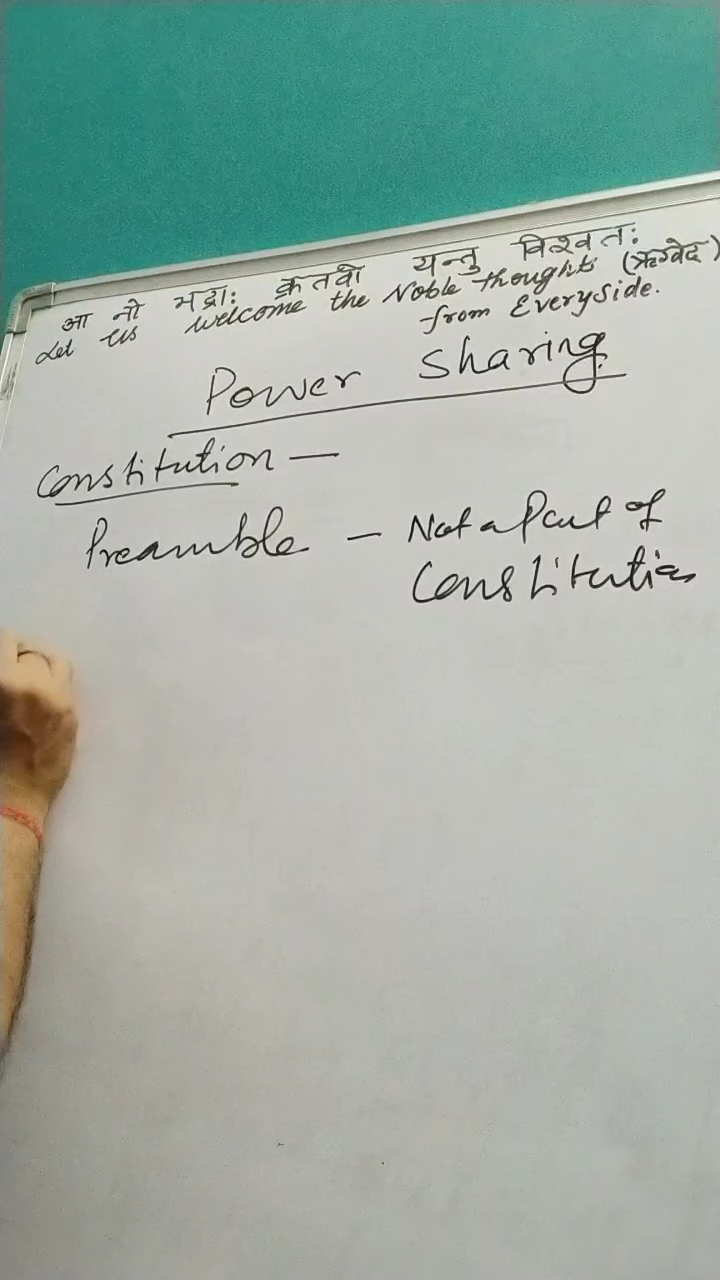 आ नो भद्राः क्रतवो यन्तु विश्वतः (ऋग्वेद)
Let us welcome the Noble thoughts
from Everyside.
Power Sharing
Constitution —
Preamble — Not a Part of
Constitution